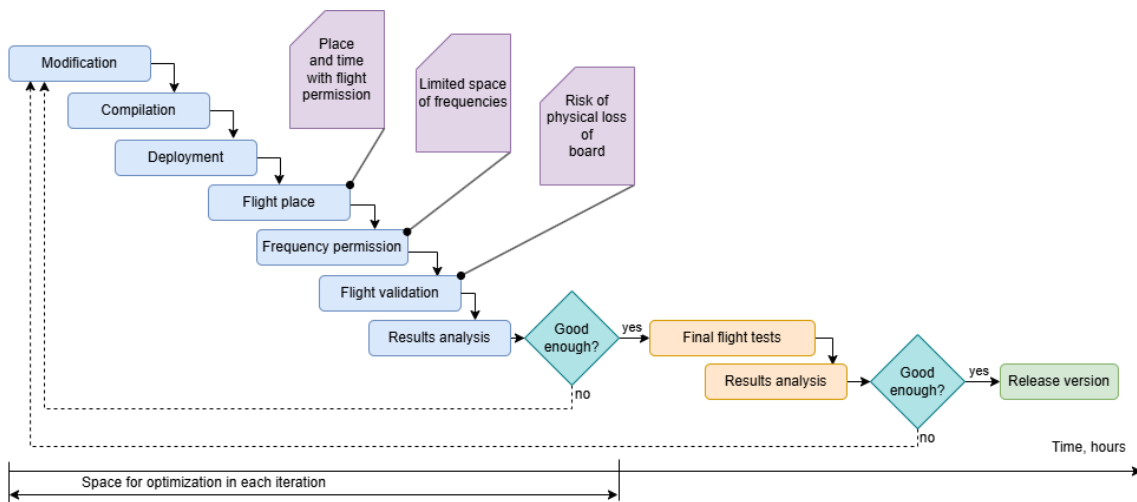 Modification
Compilation
Deployment
Flight place
Frequency permission
Flight validation
Results analysis
Place
and time
with flight
permission
Limited space
of frequencies
Risk of
physical loss
of
board
Good
enough?
yes
no
Final flight tests
Results analysis
Good
enough?
yes
no
Release version
Time, hours
Space for optimization in each iteration